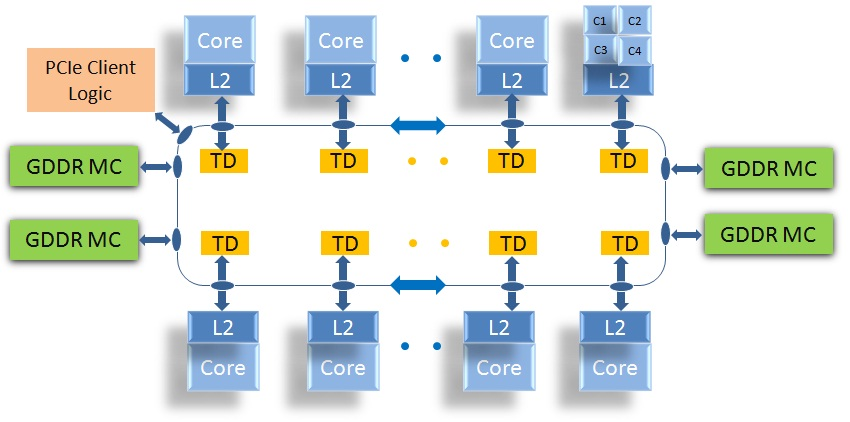 Core
Core
Core
C1 C2
C3 C4
L2
L2
L2
L2
PCIe Client
Logic
TD
TD
TD
TD
GDDR MC
GDDR MC
GDDR MC
GDDR MC
TD
TD
TD
TD
L2
L2
L2
L2
Core
Core
Core
Core